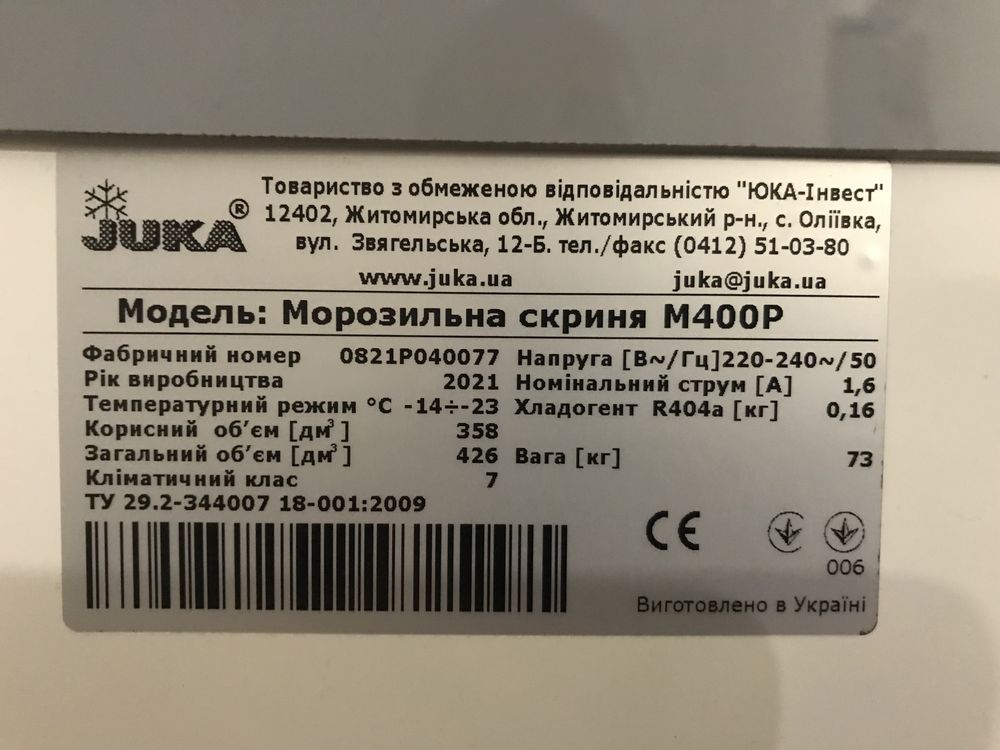 JUKA®
Товариство з обмеженою відповідальністю "ЮКА-Інвест"
12402, Житомирська обл., Житомирський р-н., с. Оліївка,
вул. Звягельська, 12-Б. тел./факс (0412) 51-03-80
www.juka.ua juka@juka.ua
Модель: Морозильна скриня М400Р
Фабричний номер 0821Р040077 Напруга [В~/Гц]220-240~/50
Рік виробництва 2021 Номінальний струм [А] 1,6
Температурний режим °С -14÷-23 Хладогент R404a [кг] 0,16
Корисний об’єм [дм³] 358
Загальний об’єм [дм³] 426 Вага [кг] 73
Кліматичний клас 7
ТУ 29.2-344007 18-001:2009
CE
006
Виготовлено в Україні